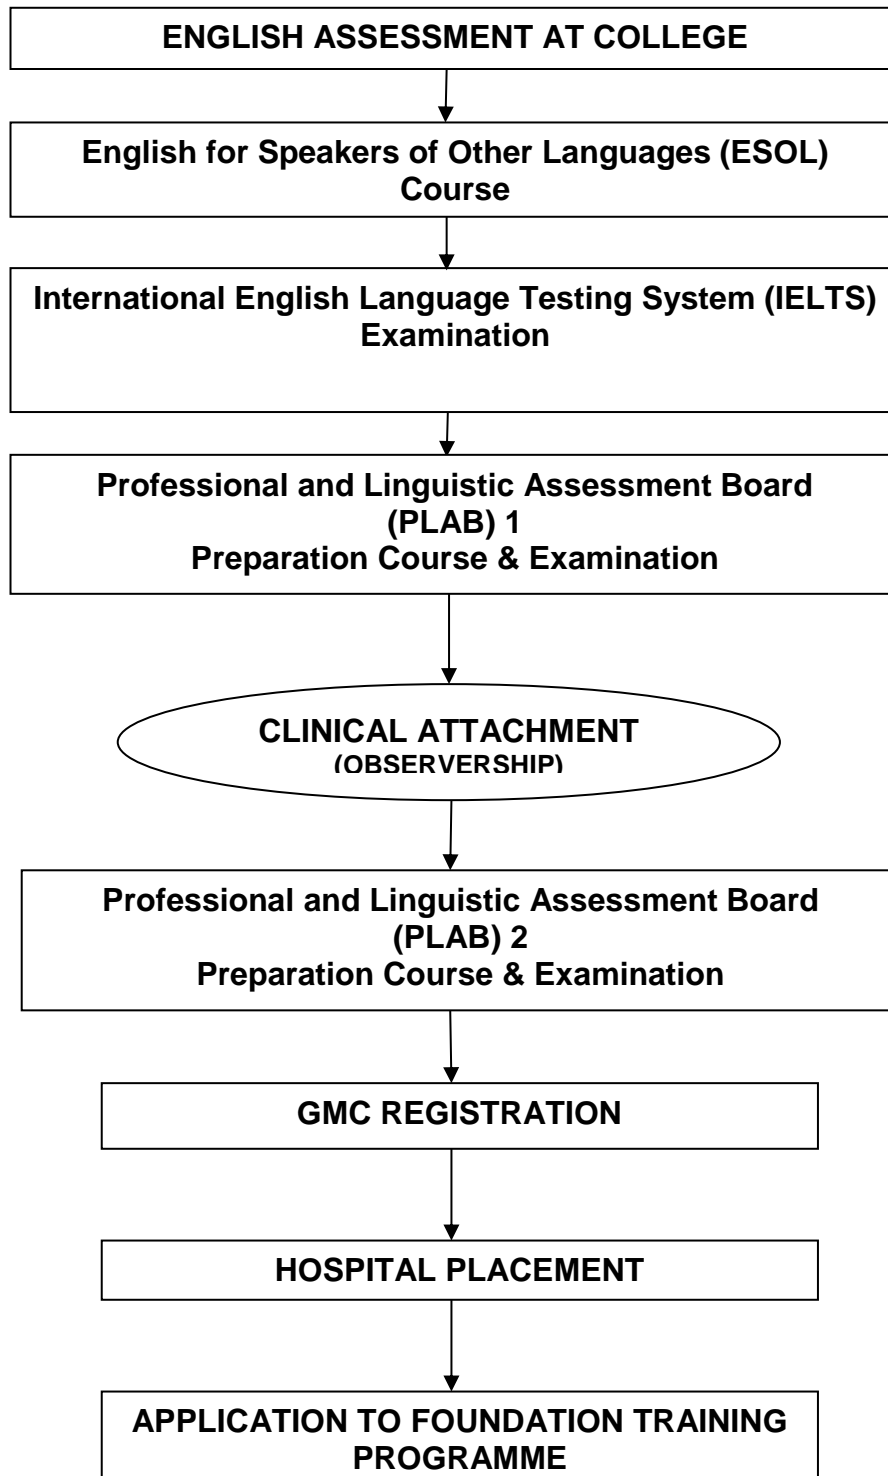 ENGLISH ASSESSMENT AT COLLEGE
English for Speakers of Other Languages (ESOL)
Course
International English Language Testing System (IELTS)
Examination
Professional and Linguistic Assessment Board
(PLAB) 1
Preparation Course & Examination
CLINICAL ATTACHMENT
(OBSERVERSHIP)
Professional and Linguistic Assessment Board
(PLAB) 2
Preparation Course & Examination
GMC REGISTRATION
HOSPITAL PLACEMENT
APPLICATION TO FOUNDATION TRAINING
PROGRAMME